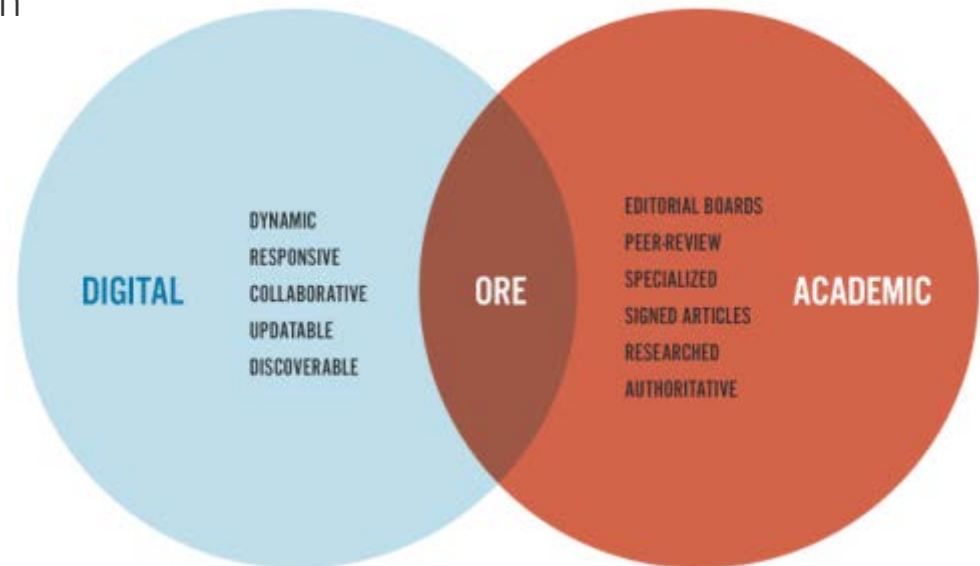 DIGITAL
DYNAMIC
RESPONSIVE
COLLABORATIVE
UPDATABLE
DISCOVERABLE
ORE
EDITORIAL BOARDS
PEER-REVIEW
SPECIALIZED
SIGNED ARTICLES
RESEARCHED
AUTHORITATIVE
ACADEMIC